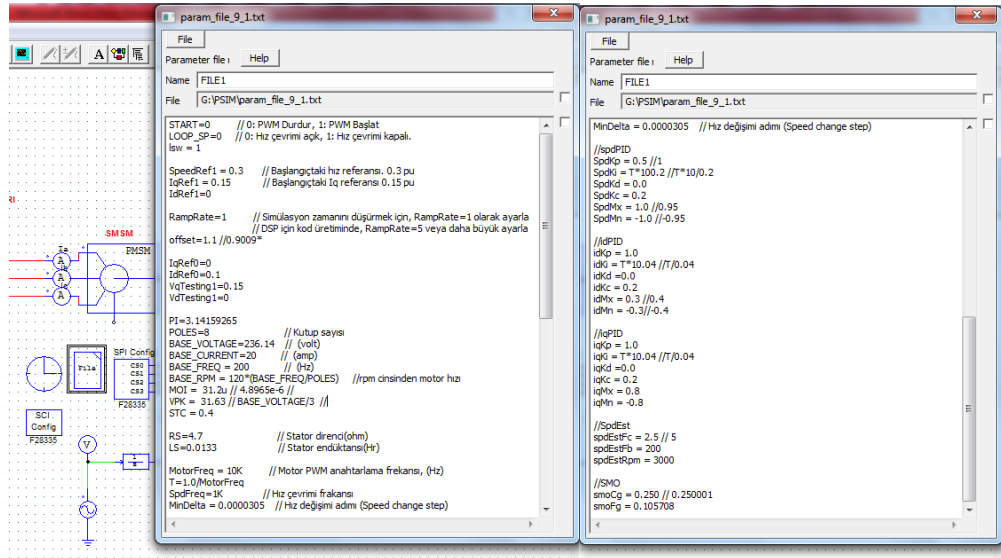 param_file_9_1.txt
File
Parameter file ı Help
Name FILE1
File G:\PSIM\param_file_9_1.txt
START=0 // 0: PWM Durdur, 1: PWM Başlat
LOOP_SP=0 // 0: Hız çevrimi açık, 1: Hız çevrimi kapalı.
Isw = 1
SpeedRef1 = 0.3 // Başlangıçtaki hız referansı. 0.3 pu
IqRef1 = 0.15 // Başlangıçtaki Iq referansı 0.15 pu
IdRef1=0
RampRate=1 // Simülasyon zamanını düşürmek için, RampRate=1 olarak ayarla
// DSP için kod üretiminde, RampRate=5 veya daha büyük ayarla
offset=1.1 //0.9009*
IqRef0=0
IdRef0=0.1
VqTesting1=0.15
VdTesting1=0
PI=3.14159265
POLES=8 // Kutup sayısı
BASE_VOLTAGE=236.14 // (volt)
BASE_CURRENT=20 // (amp)
BASE_FREQ = 200 // (Hz)
BASE_RPM = 120*(BASE_FREQ/POLES) //rpm cinsinden motor hızı
MOI = 31.2u // 4.8965e-6 //
VPK = 31.63 // BASE_VOLTAGE/3 //
STC = 0.4
RS=4.7 // Stator direnci(ohm)
LS=0.0133 // Stator endüktansı(Hr)
MotorFreq = 10K // Motor PWM anahtarlama frekansı, (Hz)
T=1.0/MotorFreq
SpdFreq=1K // Hız çevrimi frakansı
MinDelta = 0.0000305 // Hız değişimi adımı (Speed change step)
param_file_9_1.txt
File
Parameter file ı Help
Name FILE1
File G:\PSIM\param_file_9_1.txt
MinDelta = 0.0000305 // Hız değişimi adımı (Speed change step)
//spdPID
SpdKp = 0.5 //1
SpdKi = T*100.2 //T*10/0.2
SpdKd = 0.0
SpdKc = 0.2
SpdMx = 1.0 //0.95
SpdMn = -1.0 //-0.95
//idPID
idKp = 1.0
idKi = T*10.04 //T/0.04
idKd =0.0
idKc = 0.2
idMx = 0.3 //0.4
idMn = -0.3//-0.4
//iqPID
iqKp = 1.0
iqKi = T*10.04 //T/0.04
iqKd =0.0
iqKc = 0.2
iqMx = 0.8
iqMn = -0.8
//SpdEst
spdEstFc = 2.5 // 5
spdEstFb = 200
spdEstRpm = 3000
//SMO
smoCg = 0.250 // 0.250001
smoFg = 0.105708
A
RI
SMSM
Ia
PMSM
A
A
A
File
SPI Config
CS0
CS1
CS2
CS3
F28335
SCI
Config
F28335
V